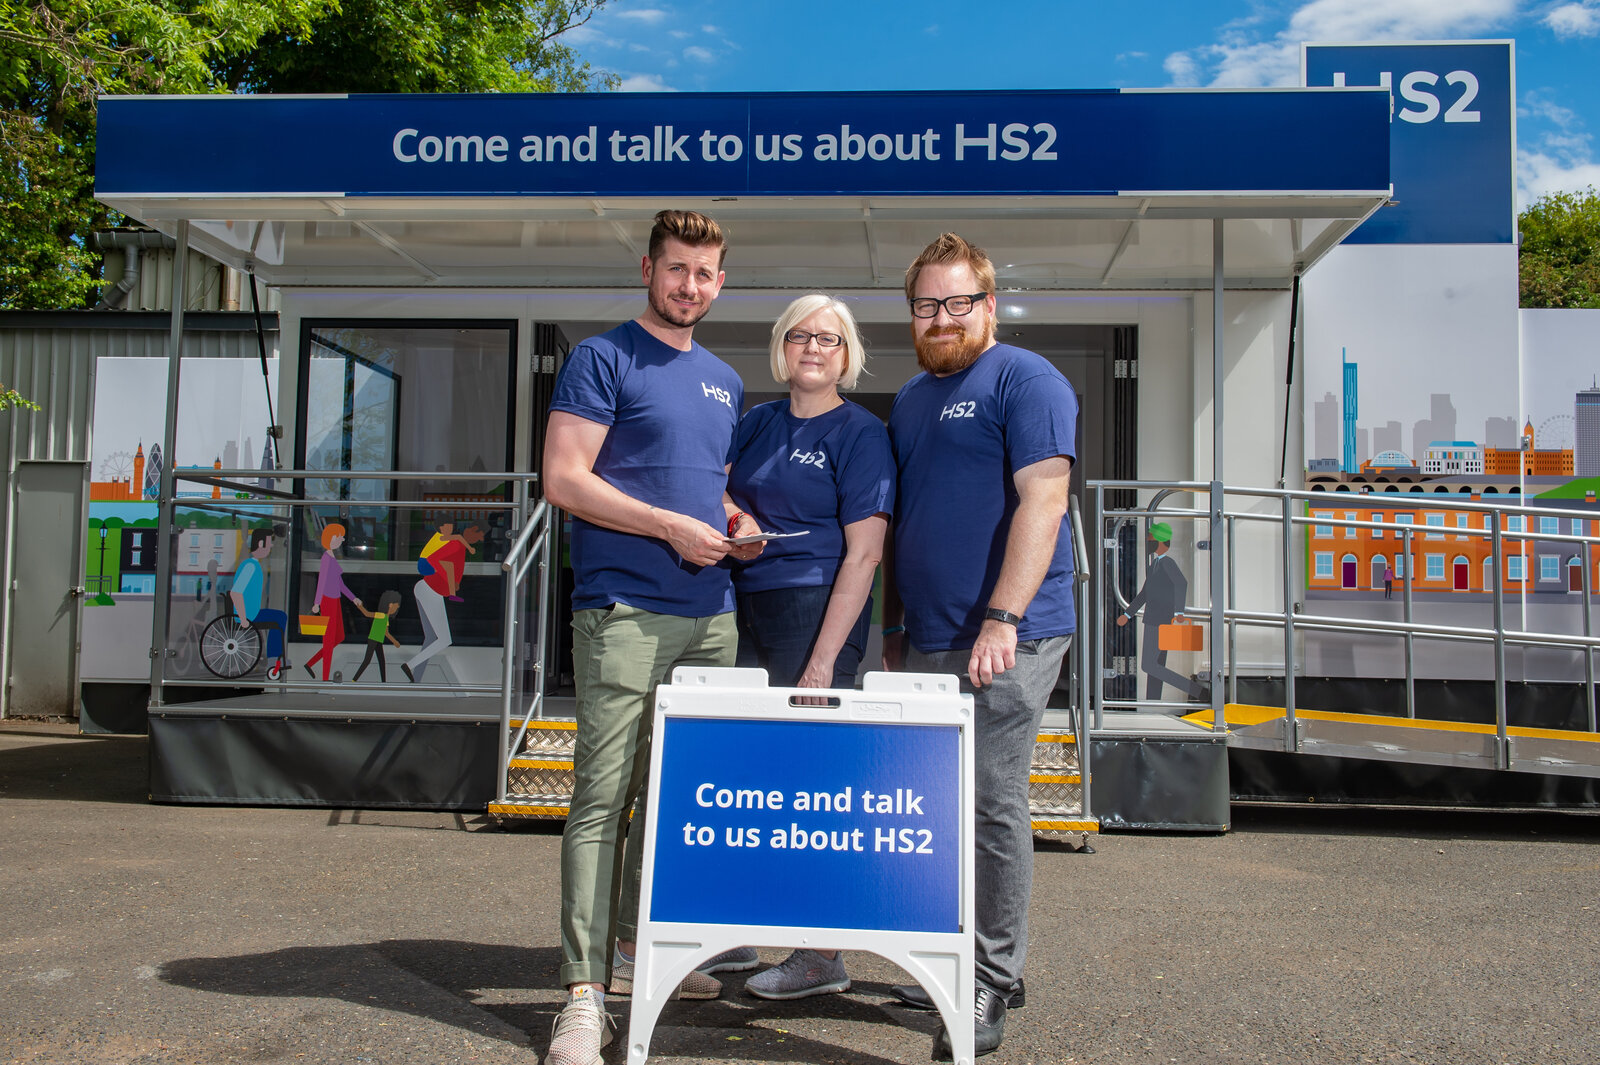 Come and talk to us about HS2
HS2
HS2
HS2
HS2
Come and talk
to us about HS2